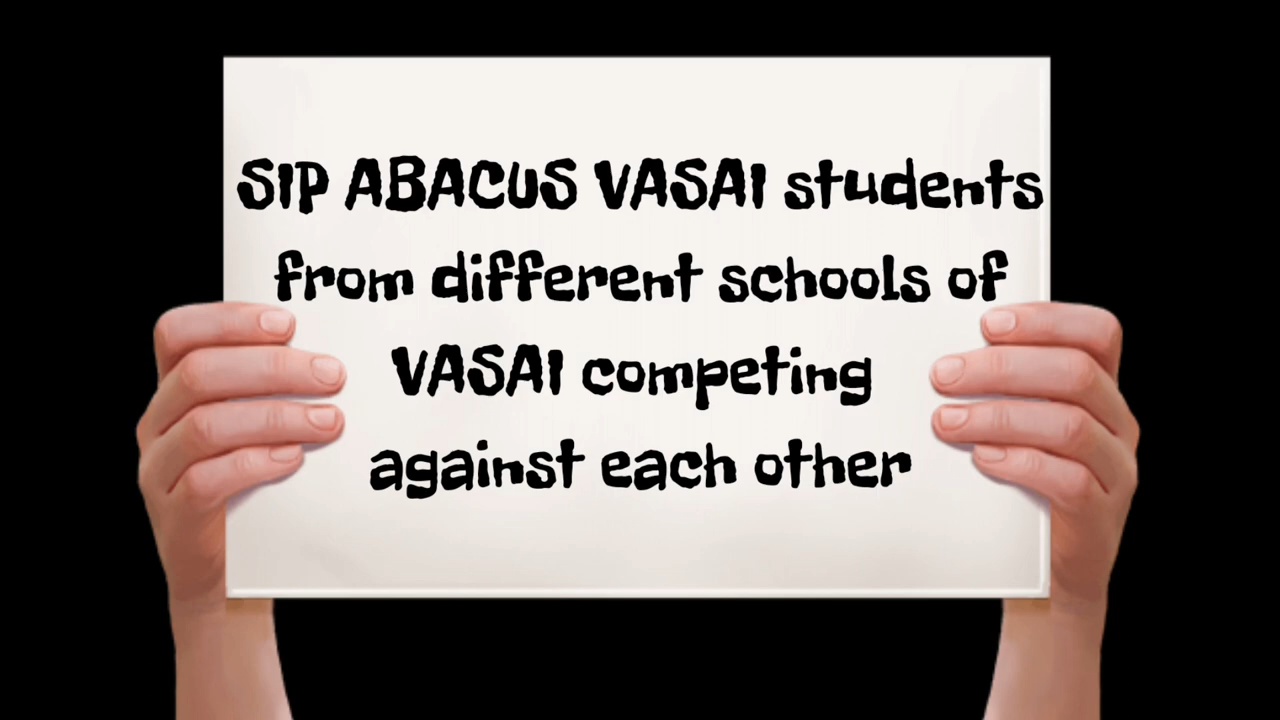 SIP ABACUS VASAI students
from different schools of
VASAI competing
against each other